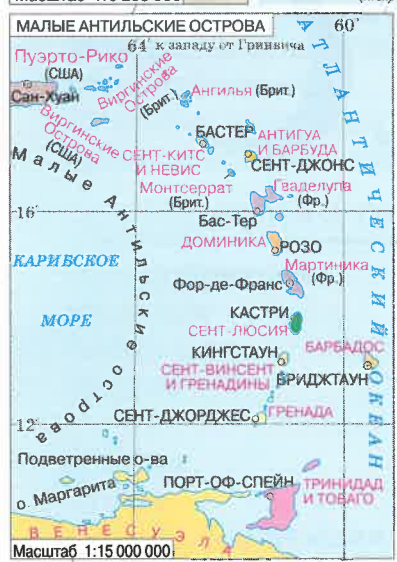 МАЛЫЕ АНТИЛЬСКИЕ ОСТРОВА
60°
64° к западу от Гринвича
АТЛАНТИЧЕСКИЙ ОКЕАН
Пуэрто-Рико
(США)
Сан-Хуан
Виргинские
Острова
(Брит.)
Ангилья (Брит.)
Виргинские
Острова
(США)
БАСТЕР
АНТИГУА
И БАРБУДА
СЕНТ-КИТС
И НЕВИС
СЕНТ-ДЖОНС
Монтсеррат
(Брит.)
Гваделупа
(Фр.)
16°
Бас-Тер
Малые Антильские острова
ДОМИНИКА
РОЗО
КАРИБСКОЕ
МОРЕ
Мартиника
(Фр.)
Фор-де-Франс
КАСТРИ
СЕНТ-ЛЮСИЯ
КИНГСТАУН
БАРБАДОС
СЕНТ-ВИНСЕНТ
И ГРЕНАДИНЫ
БРИДЖТАУН
СЕНТ-ДЖОРДЖЕС
ГРЕНАДА
12°
Подветренные о-ва
о. Маргарита
ПОРТ-ОФ-СПЕЙН
ТРИНИДАД
И ТОБАГО
ВЕНЕСУЭЛА
Масштаб 1:15 000 000